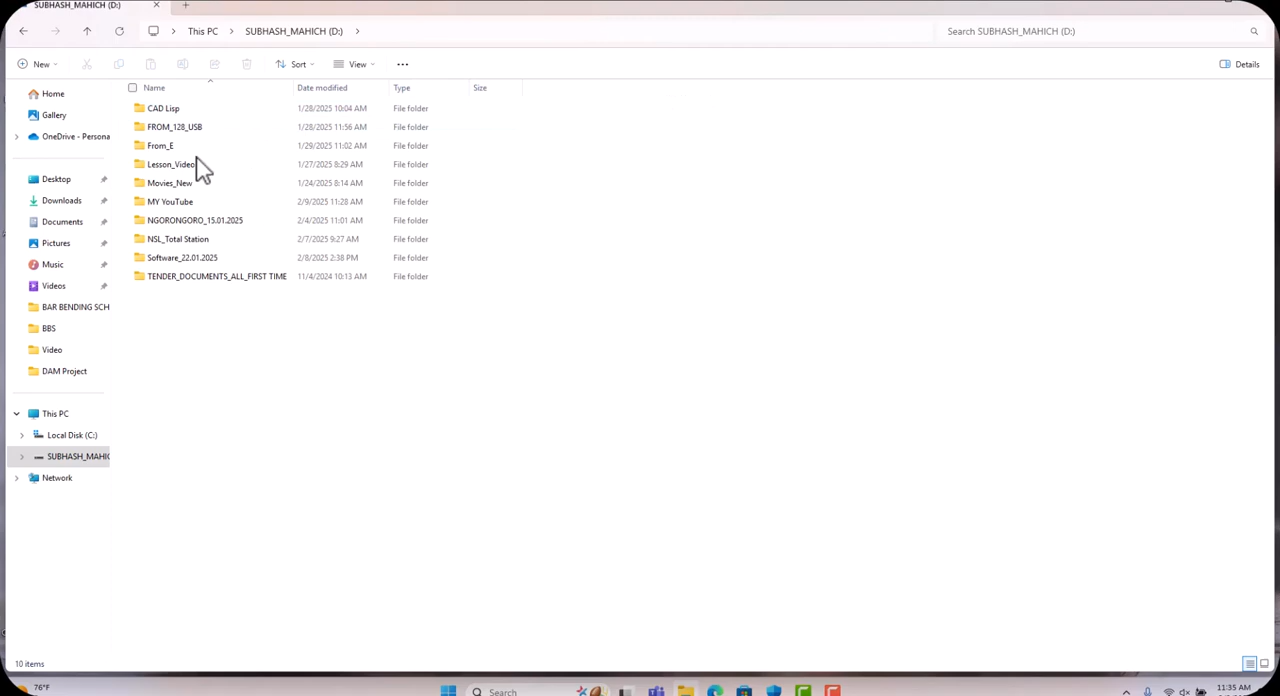 SUBHASH_MAHICH (D:)
This PC > SUBHASH_MAHICH (D:) >
Search SUBHASH_MAHICH (D:)
New
Sort
View
Details
Name Date modified Type Size
CAD Lisp 1/28/2025 10:04 AM File folder
FROM_128_USB 1/28/2025 11:56 AM File folder
From_E 1/29/2025 11:02 AM File folder
Lesson_Video 1/27/2025 8:29 AM File folder
Movies_New 1/24/2025 8:14 AM File folder
MY YouTube 2/9/2025 11:28 AM File folder
NGORONGORO_15.01.2025 2/4/2025 11:01 AM File folder
NSL_Total Station 2/7/2025 9:27 AM File folder
Software_22.01.2025 2/8/2025 2:38 PM File folder
TENDER_DOCUMENTS_ALL_FIRST TIME 11/4/2024 10:13 AM File folder
Home
Gallery
OneDrive - Persona
Desktop
Downloads
Documents
Pictures
Music
Videos
BAR BENDING SCH
BBS
Video
DAM Project
This PC
Local Disk (C:)
SUBHASH_MAHIC
Network
10 items
76°F
Search
11:35 AM